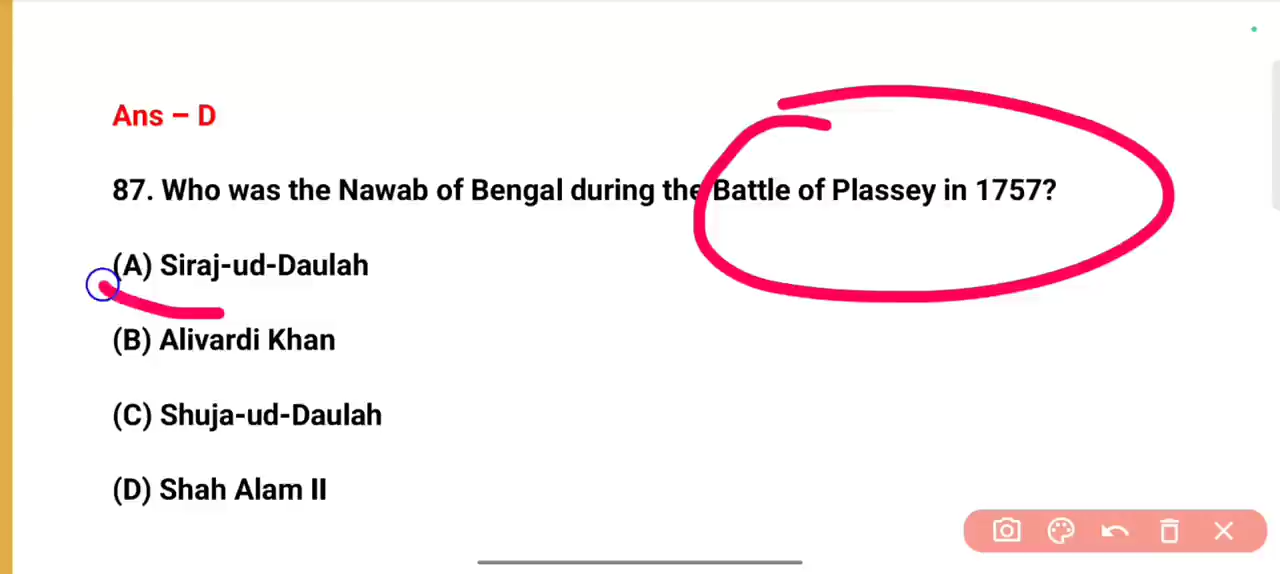 Ans – D
87. Who was the Nawab of Bengal during the Battle of Plassey in 1757?
(A) Siraj-ud-Daulah
(B) Alivardi Khan
(C) Shuja-ud-Daulah
(D) Shah Alam II